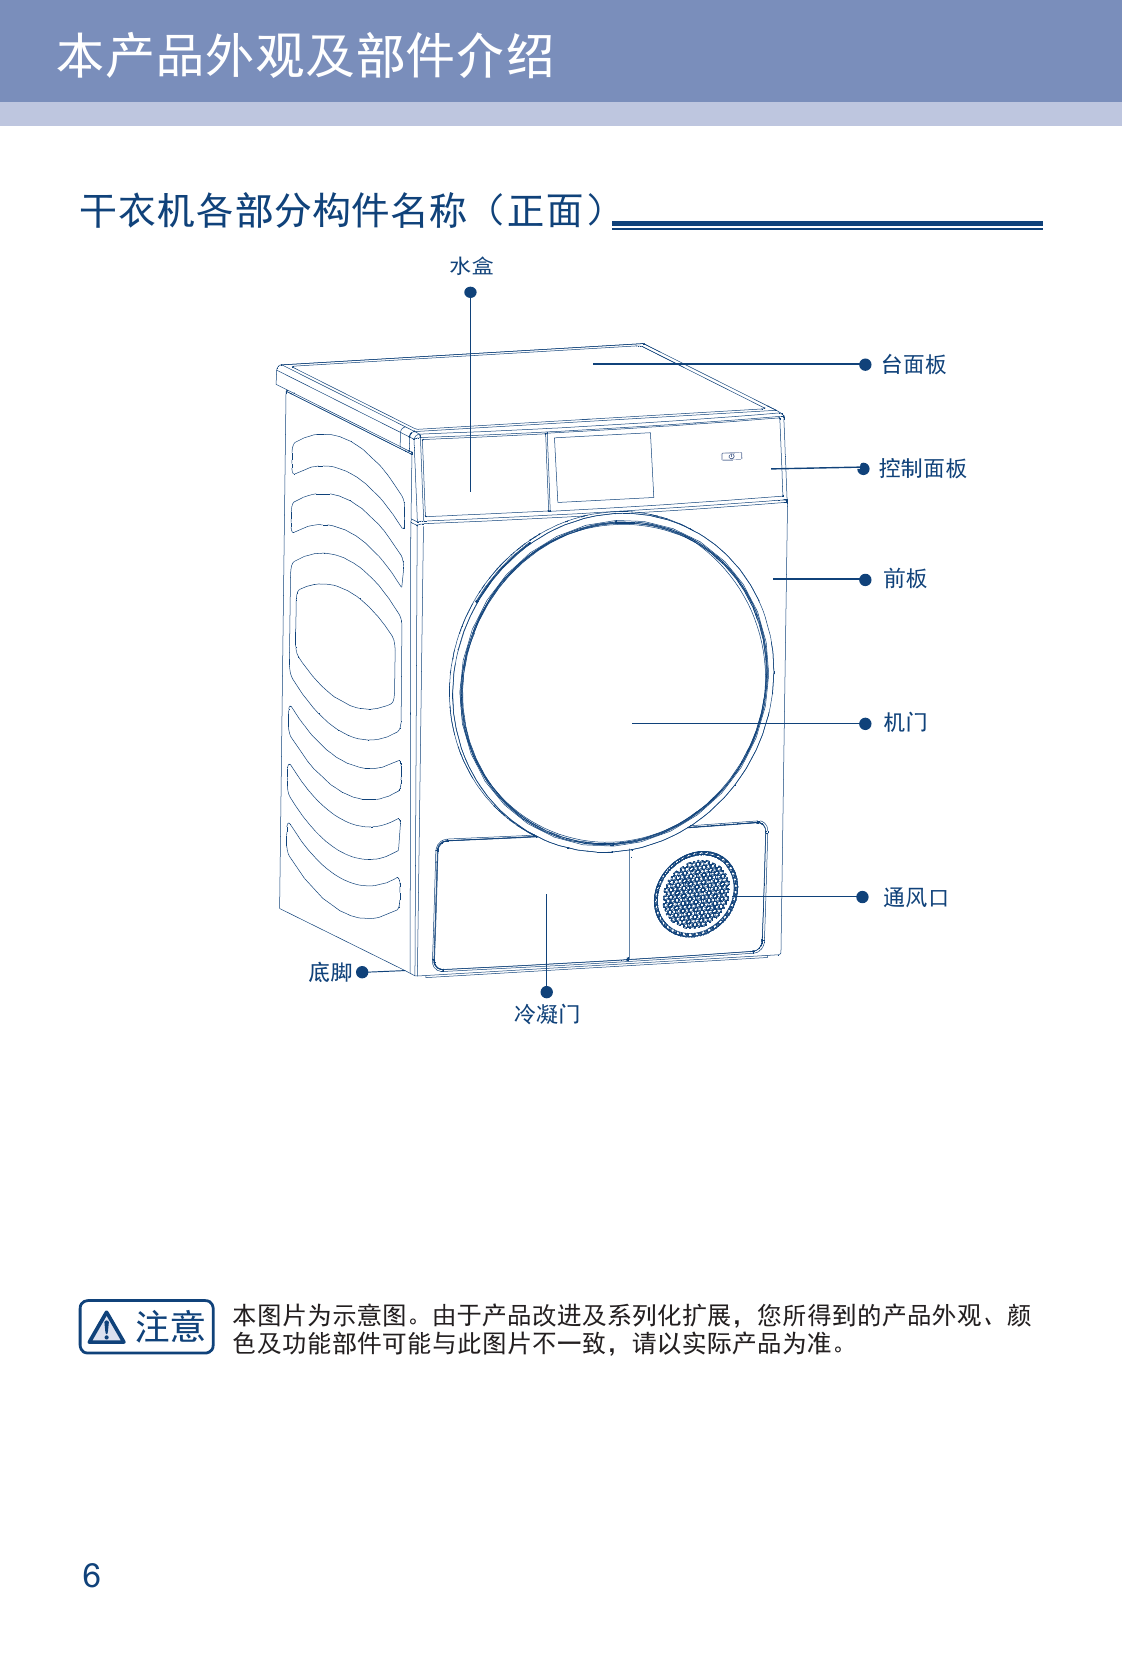 本产品外观及部件介绍
干衣机各部分构件名称（正面）
水盒
台面板
控制面板
前板
机门
通风口
底脚
冷凝门
注意
本图片为示意图。由于产品改进及系列化扩展，您所得到的产品外观、颜
色及功能部件可能与此图片不一致，请以实际产品为准。
6